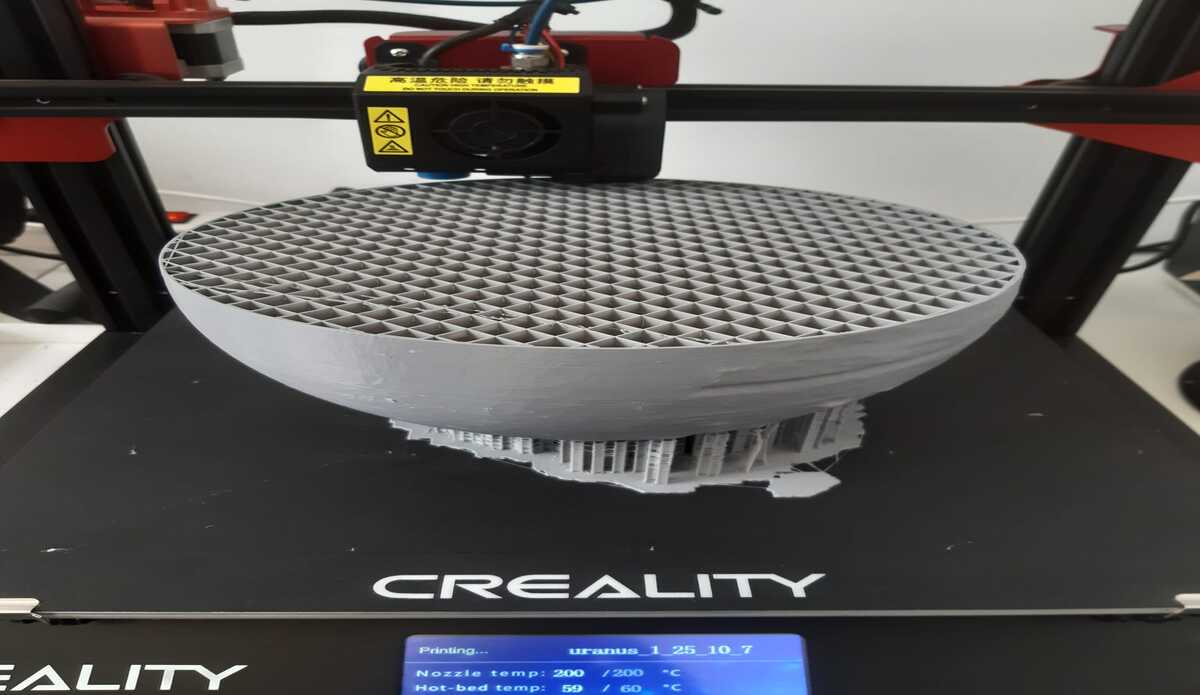 高温危险 请勿触摸
CAUTION HIGH TEMPERATURE
DO NOT TOUCH DURING OPERATION
CREALITY
Printing... uranus_1_25_10_7
EALITY
Nozzle temp: 200 /200 °C
Hot-bed temp: 59 / 60 °C